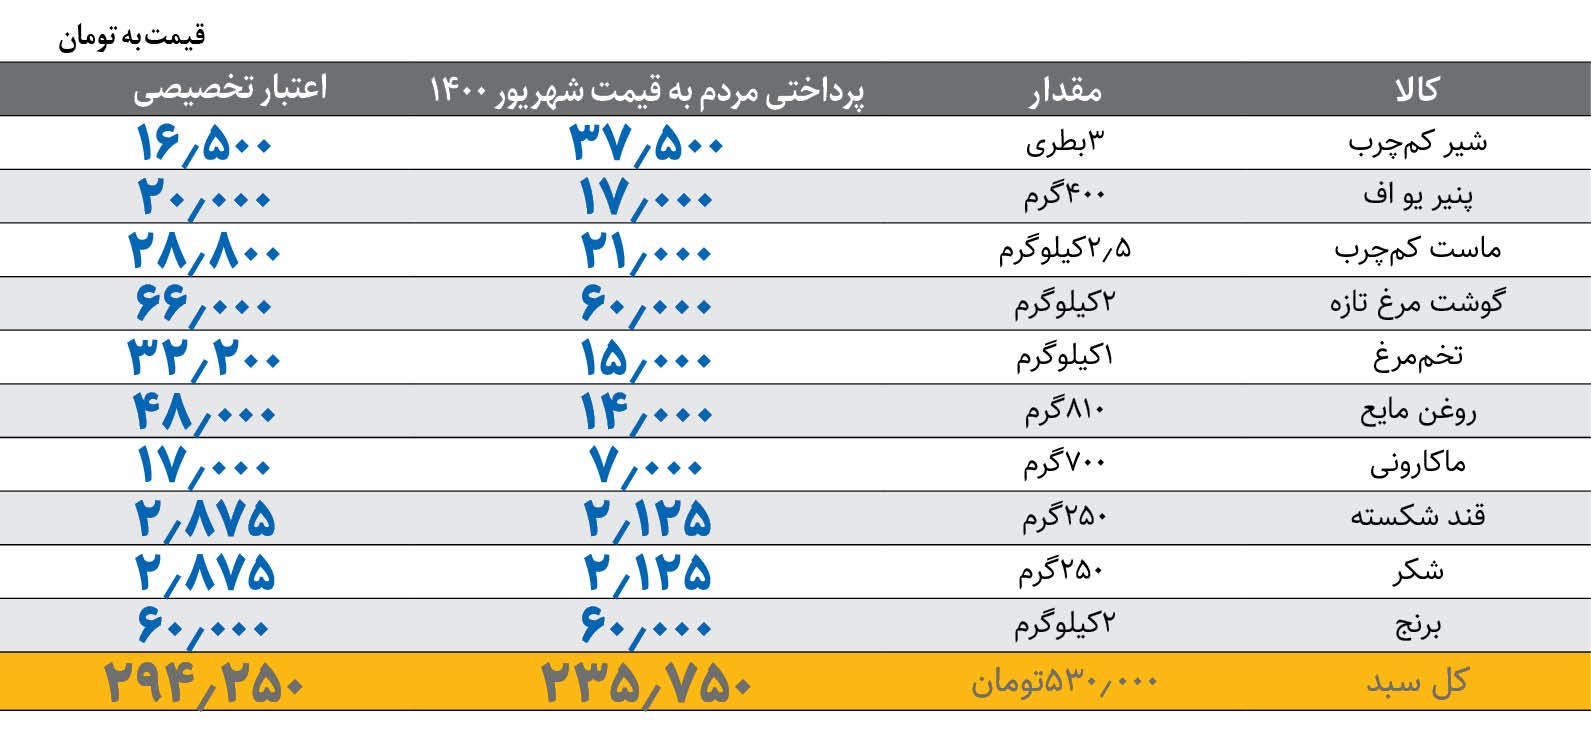 قیمت به تومان
کالا مقدار پرداختی مردم به قیمت شهریور ۱۴۰۰ اعتبار تخصیصی
شیر کم‌چرب ۳بطری ۳۷٫۵۰۰ ۱۶٫۵۰۰
پنیر یو اف ۴۰۰گرم ۱۷٫۰۰۰ ۲۰٫۰۰۰
ماست کم‌چرب ۲٫۵کیلوگرم ۲۱٫۰۰۰ ۲۸٫۸۰۰
گوشت مرغ تازه ۲کیلوگرم ۶۰٫۰۰۰ ۶۶٫۰۰۰
تخم‌مرغ ۱کیلوگرم ۱۵٫۰۰۰ ۳۲٫۲۰۰
روغن مایع ۸۱۰گرم ۱۴٫۰۰۰ ۴۸٫۰۰۰
ماکارونی ۷۰۰گرم ۷٫۰۰۰ ۱۷٫۰۰۰
قند شکسته ۲۵۰گرم ۲٫۱۲۵ ۲٫۸۷۵
شکر ۲۵۰گرم ۲٫۱۲۵ ۲٫۸۷۵
برنج ۲کیلوگرم ۶۰٫۰۰۰ ۶۰٫۰۰۰
کل سبد ۵۳۰٫۰۰۰تومان ۲۳۵٫۷۵۰ ۲۹۴٫۲۵۰